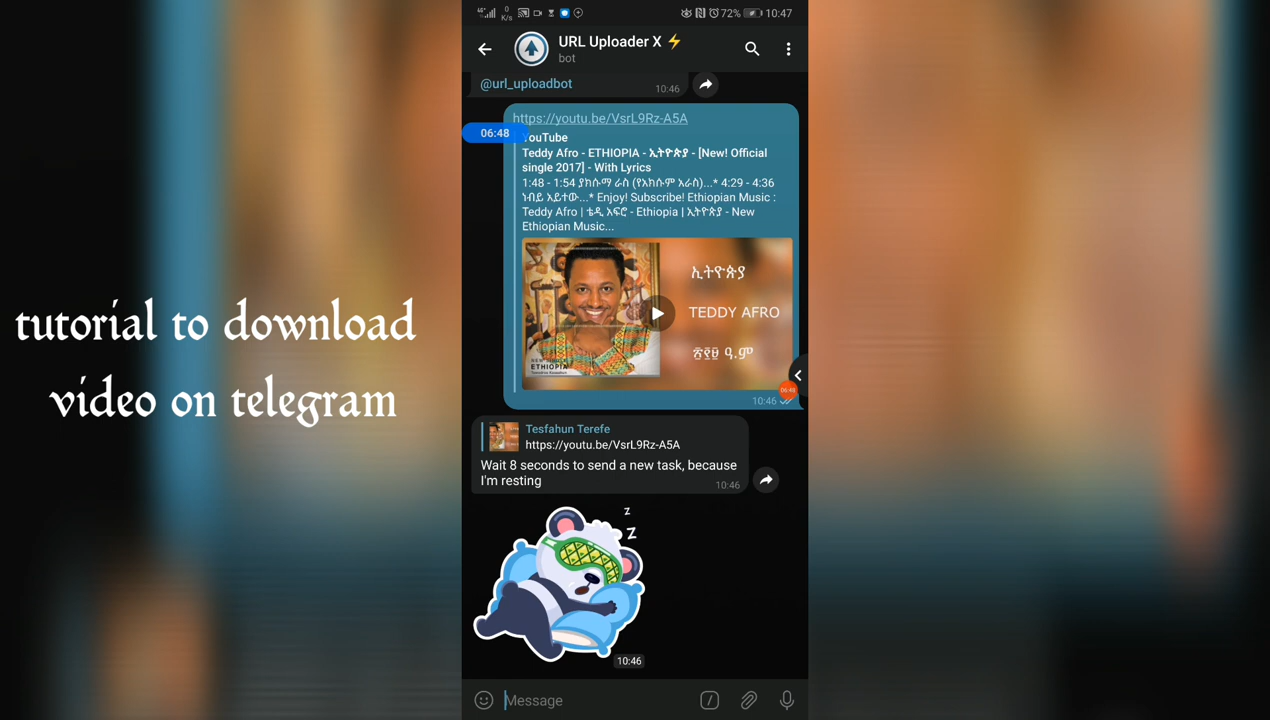 0
K/s
72%
10:47
URL Uploader X ⚡
bot
@url_uploadbot
10:46
https://youtu.be/VsrL9Rz-A5A
06:48
YouTube
Teddy Afro - ETHIOPIA - ኢትዮጵያ - [New! Official
single 2017] - With Lyrics
1:48 - 1:54 ያክሱማ ራስ (የአክሱም አራስ)...* 4:29 - 4:36
ነብይ አይተው...* Enjoy! Subscribe! Ethiopian Music :
Teddy Afro | ቴዲ አፍሮ - Ethiopia | ኢትዮጵያ - New
Ethiopian Music...
ኢትዮጵያ
TEDDY AFRO
ዓ.ም
ETHIOPIA
06:48
10:46
Tesfahun Terefe
https://youtu.be/VsrL9Rz-A5A
Wait 8 seconds to send a new task, because
I'm resting
10:46
z
z
10:46
Message
tutorial to download
video on telegram